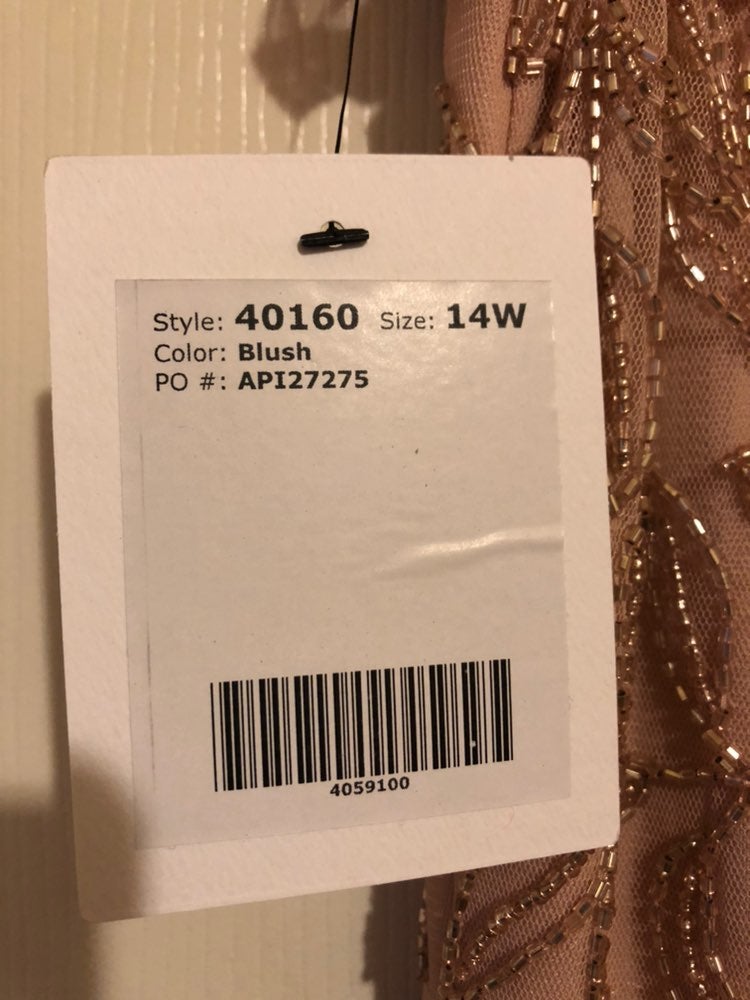 Style: 40160 Size: 14W
Color: Blush
PO #: API27275
4059100